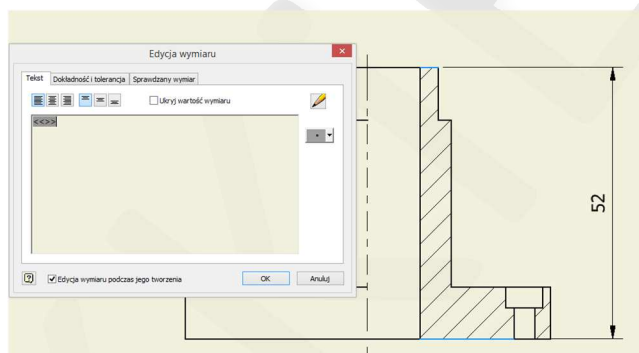 Edycja wymiaru
Tekst Dokładność i tolerancja Sprawdzany wymiar
Ukryj wartość wymiaru
<<>>
Edycja wymiaru podczas jego tworzenia OK Anuluj
52